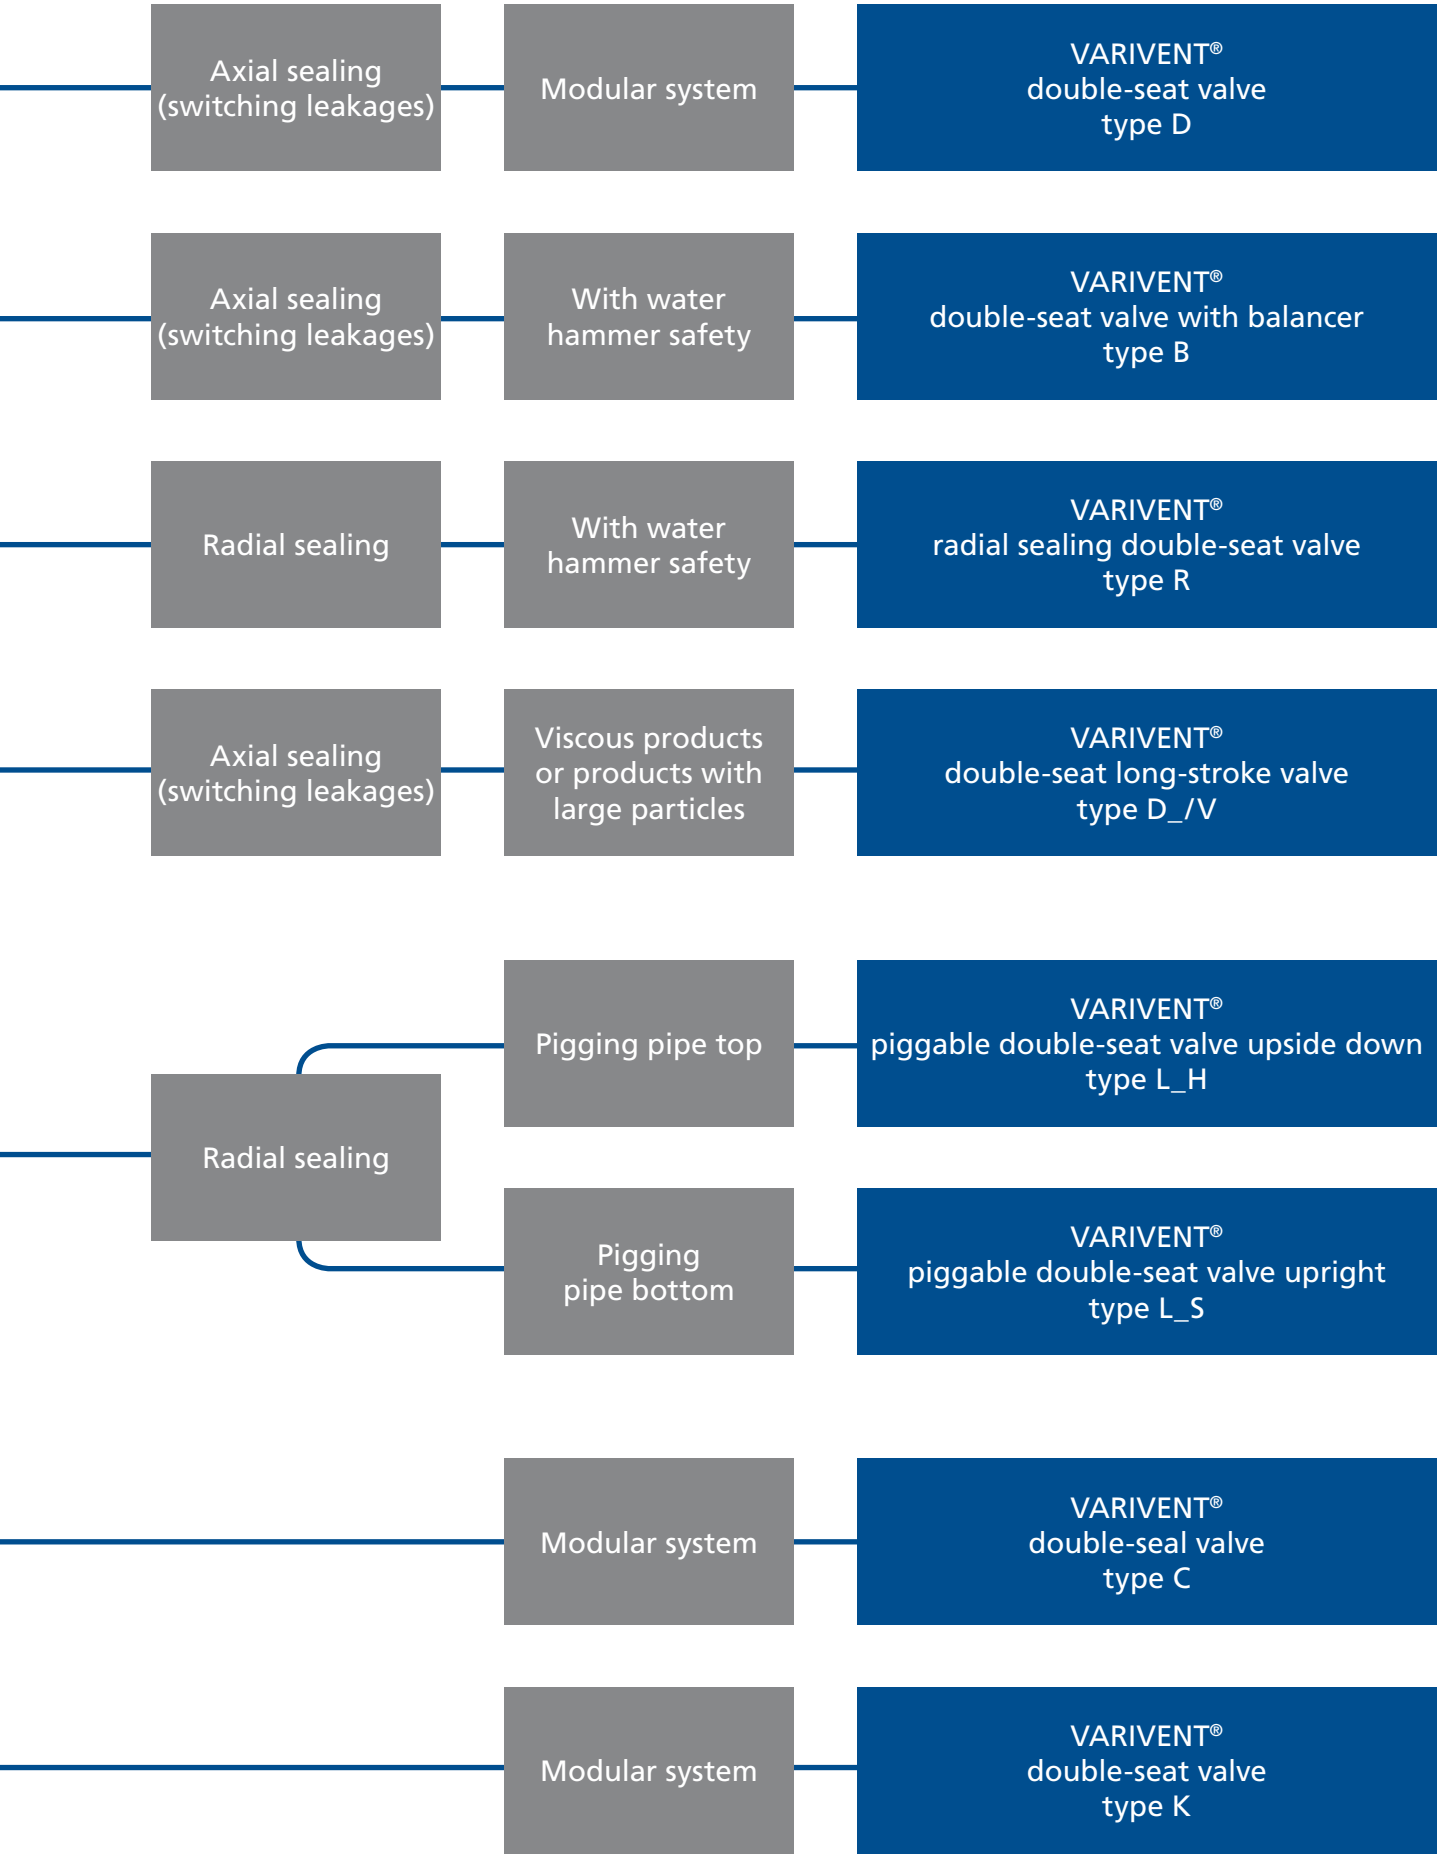 Axial sealing
(switching leakages)
Modular system
VARIVENT®
double-seat valve
type D
Axial sealing
(switching leakages)
With water
hammer safety
VARIVENT®
double-seat valve with balancer
type B
Radial sealing
With water
hammer safety
VARIVENT®
radial sealing double-seat valve
type R
Axial sealing
(switching leakages)
Viscous products
or products with
large particles
VARIVENT®
double-seat long-stroke valve
type D_/V
Radial sealing
Pigging pipe top
VARIVENT®
piggable double-seat valve upside down
type L_H
Pigging
pipe bottom
VARIVENT®
piggable double-seat valve upright
type L_S
Modular system
VARIVENT®
double-seal valve
type C
Modular system
VARIVENT®
double-seat valve
type K